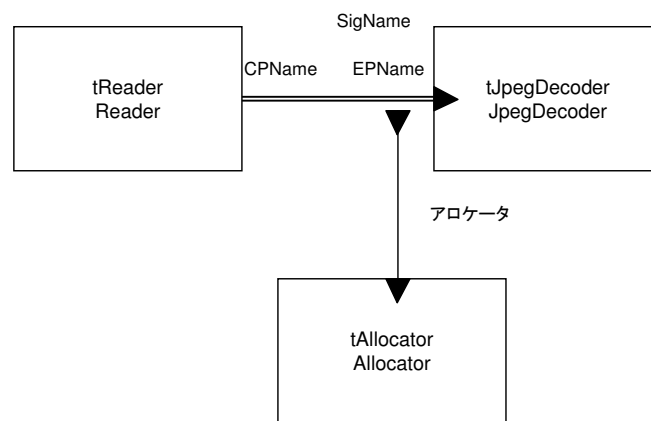 SigName
CPName
EPName
tReader
Reader
tJpegDecoder
JpegDecoder
アロケータ
tAllocator
Allocator